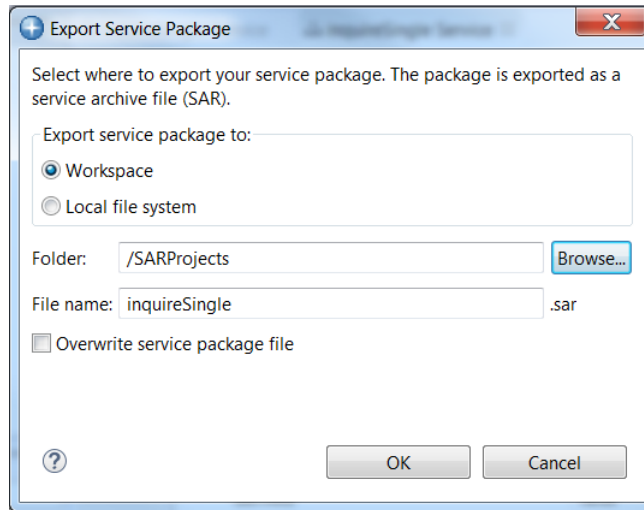 Export Service Package
Select where to export your service package. The package is exported as a
service archive file (SAR).
Export service package to:
Workspace
Local file system
Folder: /SARProjects Browse...
File name: inquireSingle .sar
Overwrite service package file
? OK Cancel